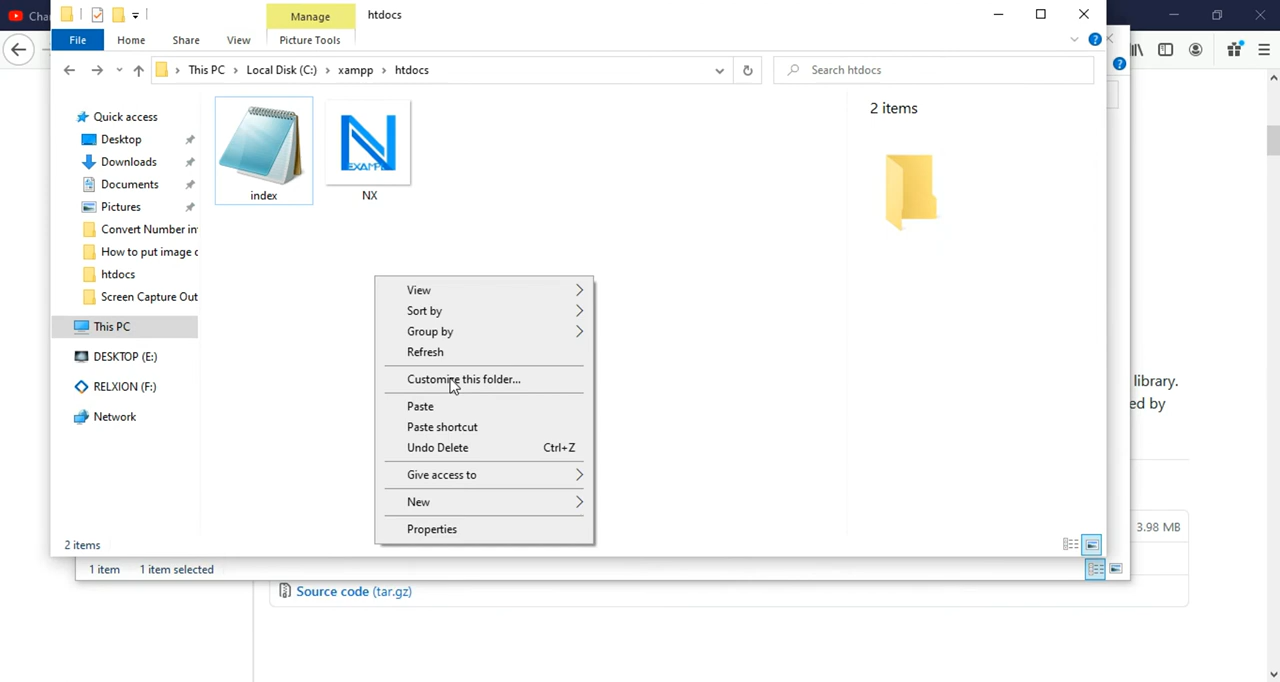 Cha
Manage
htdocs
File
Home
Share
View
Picture Tools
This PC > Local Disk (C:) > xampp > htdocs
Search htdocs
Quick access
Desktop
Downloads
Documents
Pictures
Convert Number in
How to put image o
htdocs
Screen Capture Out
This PC
DESKTOP (E:)
RELXION (F:)
Network
index
EXAMP
NX
2 items
View
Sort by
Group by
Refresh
Customize this folder...
Paste
Paste shortcut
Undo Delete Ctrl+Z
Give access to
New
Properties
library.
ed by
3.98 MB
2 items
1 item 1 item selected
Source code (tar.gz)